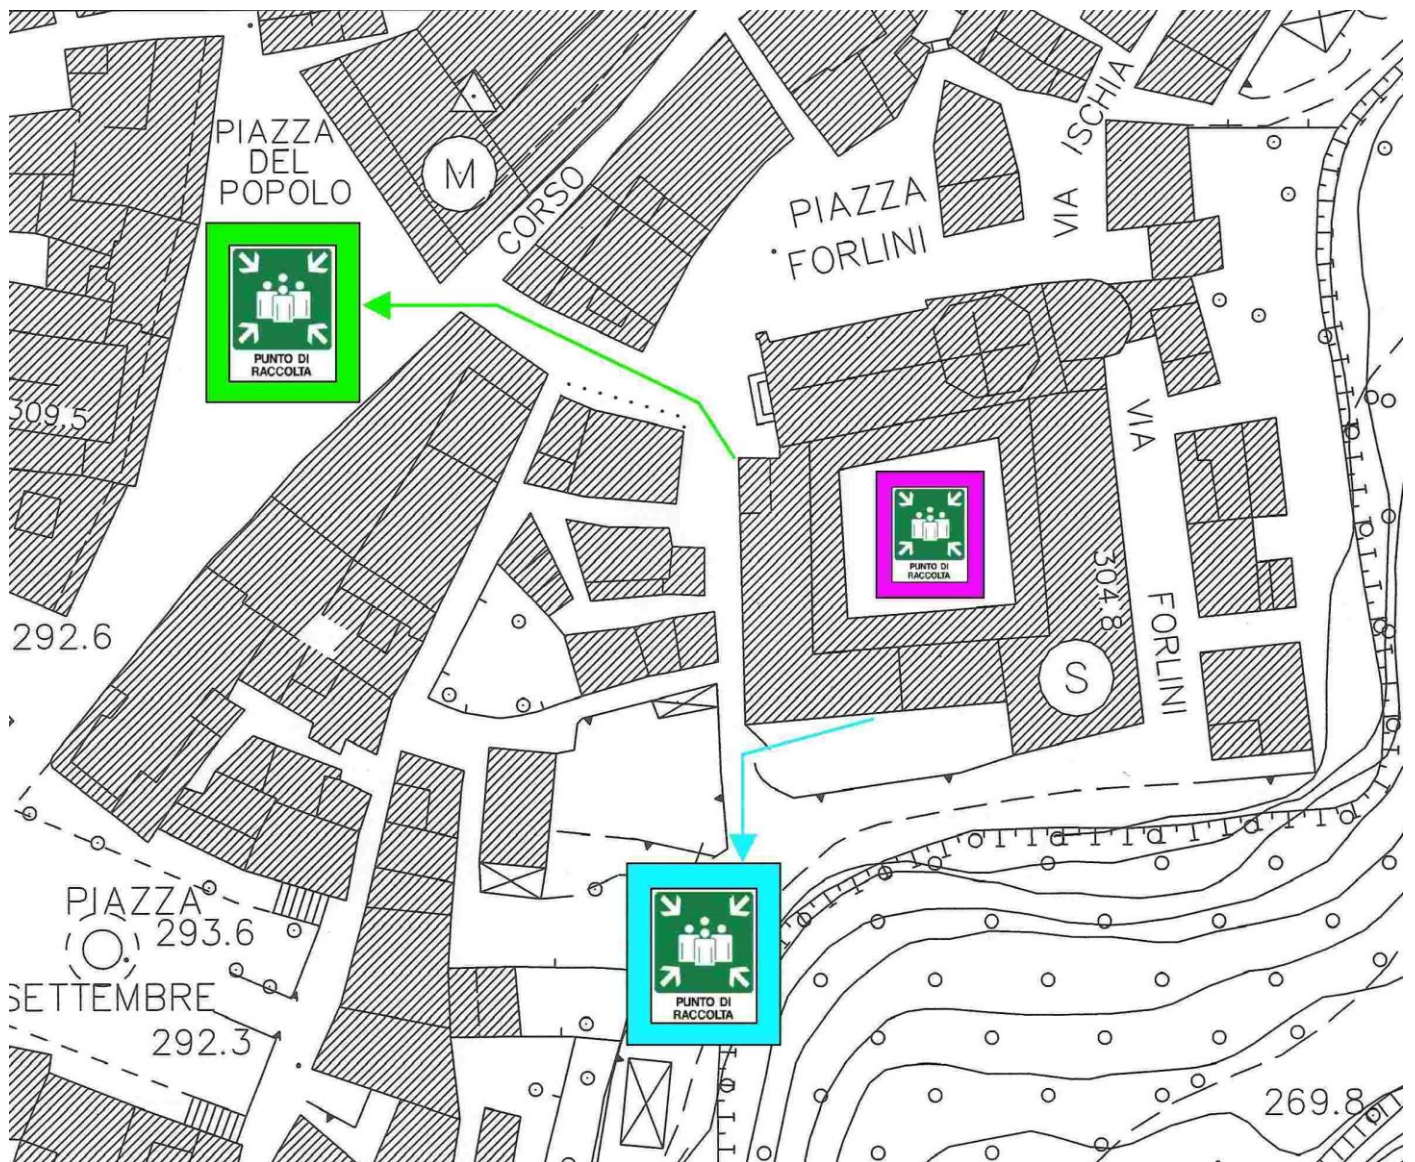 PIAZZA
DEL
POPOLO
M
CORSO
PIAZZA
FORLINI
VIA
ISCHIA
PUNTO DI
RACCOLTA
309,5
VIA
FORLINI
PUNTO DI
RACCOLTA
304.8
S
292.6
PIAZZA
293.6
SETTEMBRE
292.3
PUNTO DI
RACCOLTA
269.8